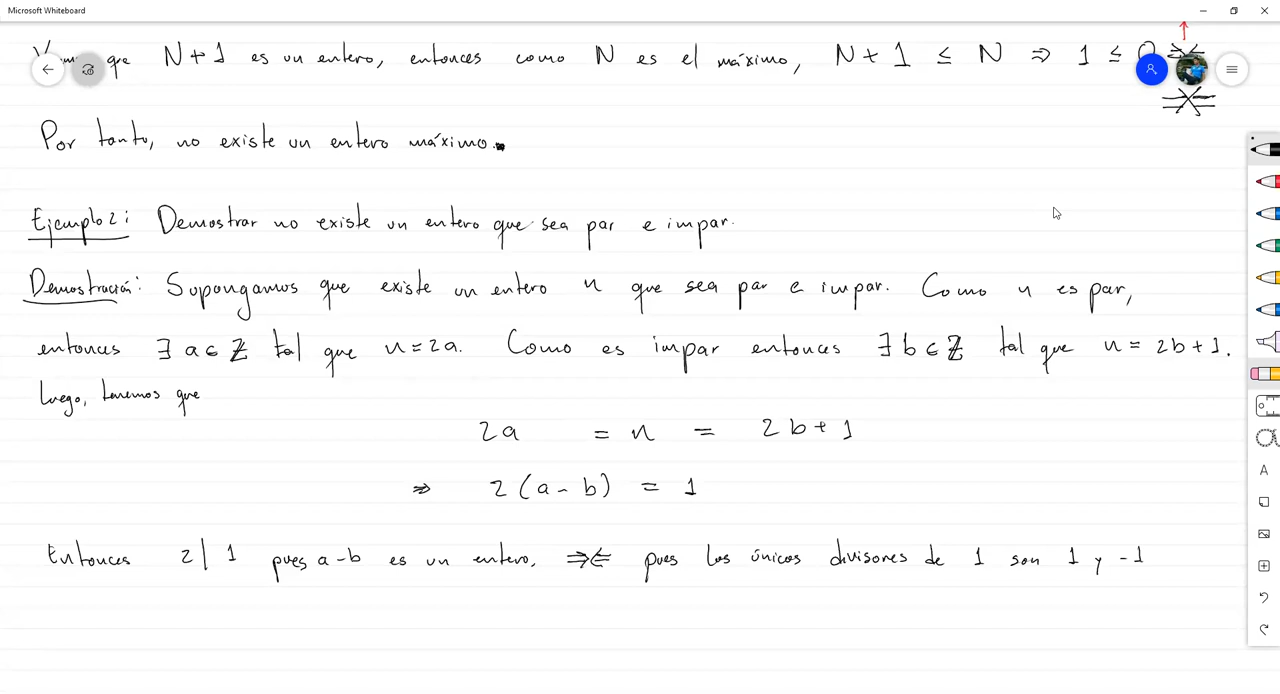 Microsoft Whiteboard
que N+1 es un entero, entonces como N es el máximo, N+1 ≤ N ⇒ 1 ≤ 0
Por tanto, no existe un entero máximo.
Ejemplo 2: Demostrar no existe un entero que sea par e impar.
Demostración: Supongamos que existe un entero n que sea par e impar. Como n es par,
entonces ∃ a ∈ ℤ tal que n = 2a. Como es impar entonces ∃ b ∈ ℤ tal que n = 2b+1.
Luego, tenemos que
2a = n = 2b+1
⇒ 2(a-b) = 1
Entonces 2|1 pues a-b es un entero, ⇒⇐ pues los únicos divisores de 1 son 1 y -1
A